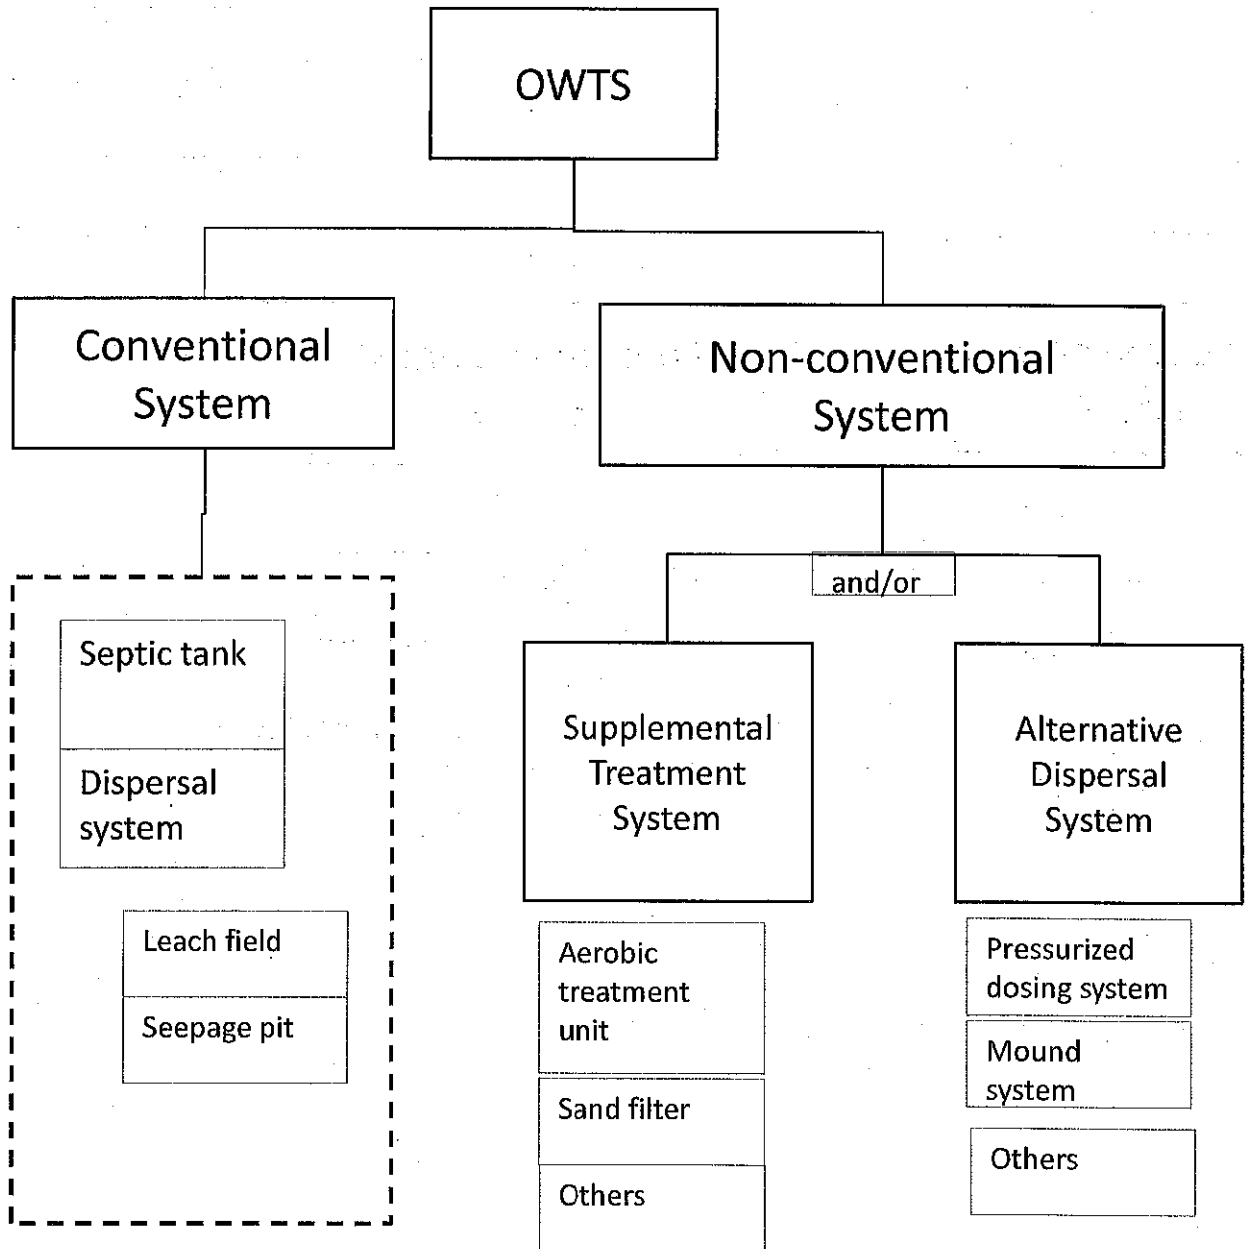 OWTS
Conventional
System
Non-conventional
System
and/or
Septic tank
Dispersal
system
Leach field
Seepage pit
Supplemental
Treatment
System
Aerobic
treatment
unit
Sand filter
Others
Alternative
Dispersal
System
Pressurized
dosing system
Mound
system
Others